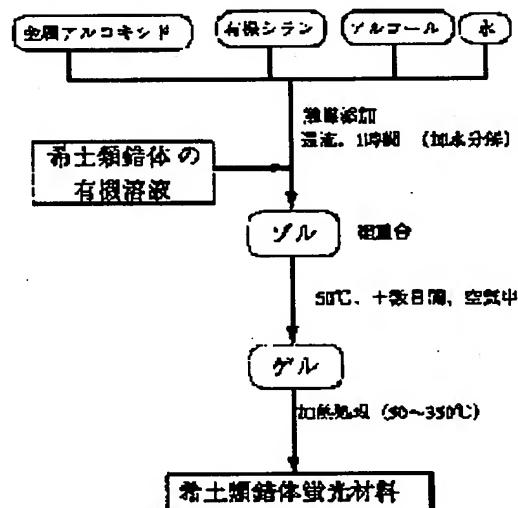 金属アルコキシド 有機シラン アルコール 水
触媒添加
還流、1時間 (加水分解)
希土類錯体の
有機溶液
ゾル 縮重合
50℃、十数日間、空気中
ゲル
加熱処理 (50〜350℃)
希土類錯体蛍光材料